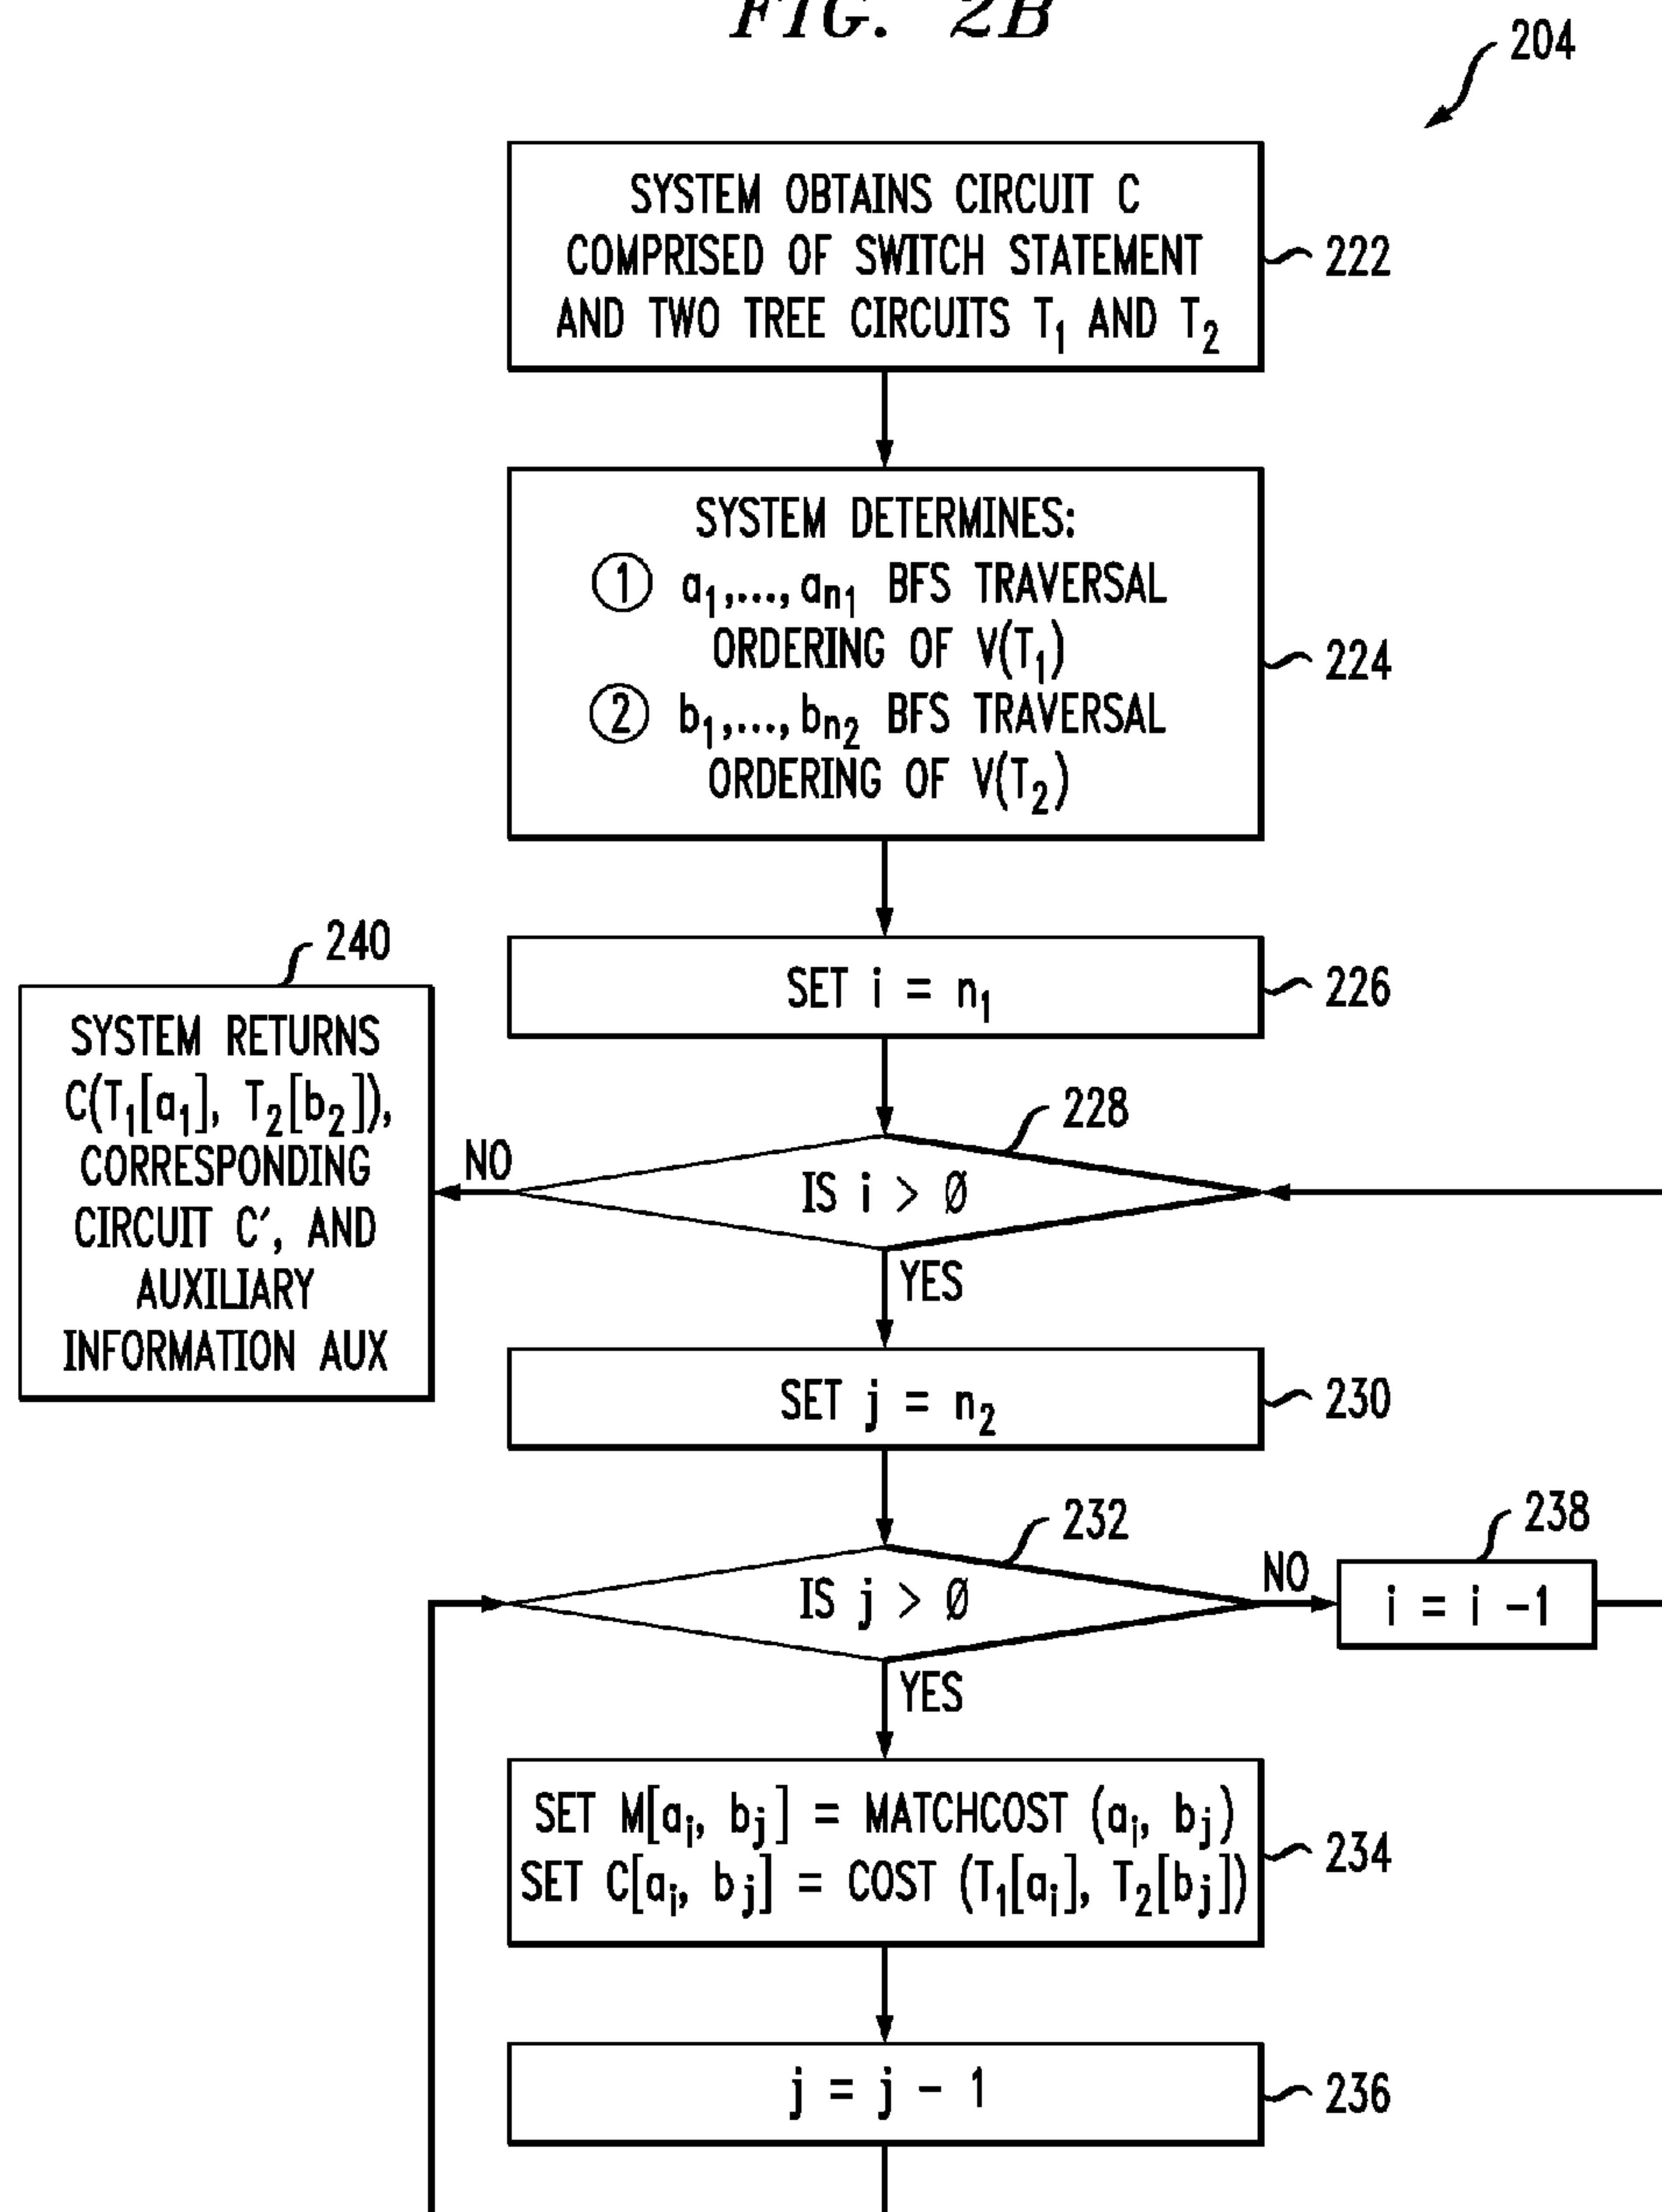 FIG. 2B
204
SYSTEM OBTAINS CIRCUIT C
COMPRISED OF SWITCH STATEMENT
AND TWO TREE CIRCUITS T₁ AND T₂
222
SYSTEM DETERMINES:
① a₁,...,aₙ₁ BFS TRAVERSAL
ORDERING OF V(T₁)
② b₁,...,bₙ₂ BFS TRAVERSAL
ORDERING OF V(T₂)
224
SET i = n₁
226
240
SYSTEM RETURNS
C(T₁[a₁], T₂[b₂]),
CORRESPONDING
CIRCUIT C′, AND
AUXILIARY
INFORMATION AUX
228
IS i > Ø
NO
YES
SET j = n₂
230
232
IS j > Ø
NO
238
i = i -1
YES
SET M[aᵢ, bⱼ] = MATCHCOST (aᵢ, bⱼ)
SET C[aᵢ, bⱼ] = COST (T₁[aᵢ], T₂[bⱼ])
234
j = j - 1
236